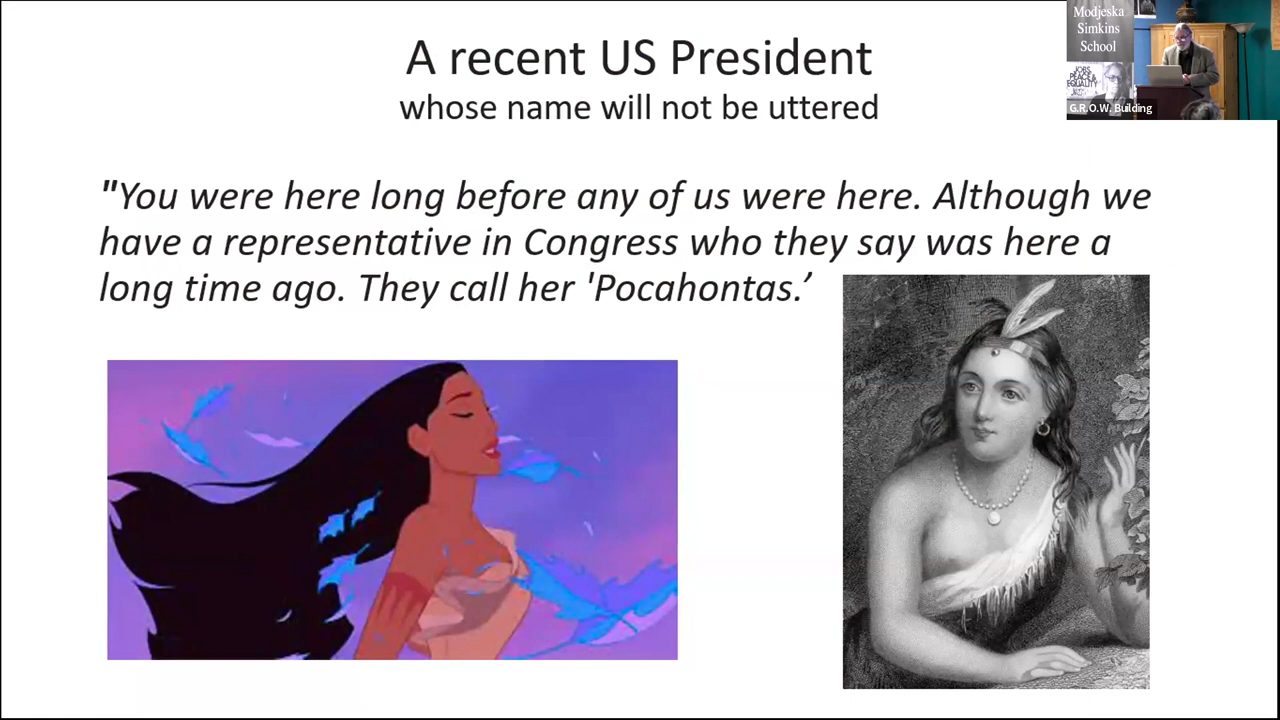 A recent US President
whose name will not be uttered
"You were here long before any of us were here. Although we
have a representative in Congress who they say was here a
long time ago. They call her 'Pocahontas.’
Modjeska
Simkins
School
JOBS
PEACE &
EQUALITY
G.R.O.W. Building